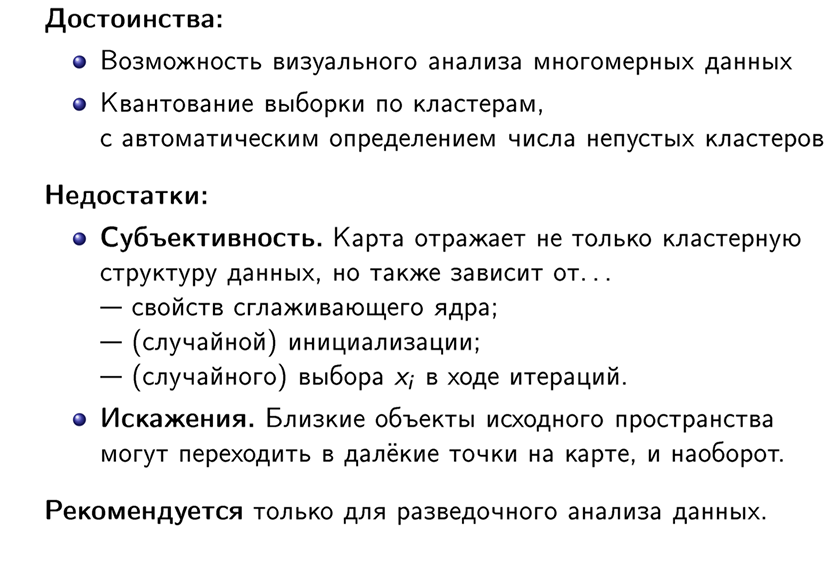 Достоинства:
Возможность визуального анализа многомерных данных
Квантование выборки по кластерам,
с автоматическим определением числа непустых кластеров
Недостатки:
Субъективность. Карта отражает не только кластерную
структуру данных, но также зависит от...
— свойств сглаживающего ядра;
— (случайной) инициализации;
— (случайного) выбора xᵢ в ходе итераций.
Искажения. Близкие объекты исходного пространства
могут переходить в далёкие точки на карте, и наоборот.
Рекомендуется только для разведочного анализа данных.